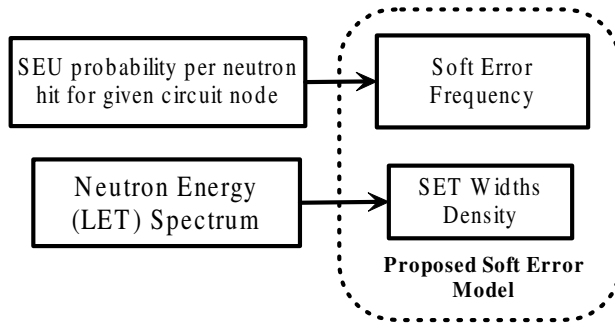 SEU probability per neutron
hit for given circuit node
Soft Error
Frequency
Neutron Energy
(LET) Spectrum
SET Widths
Density
Proposed Soft Error
Model